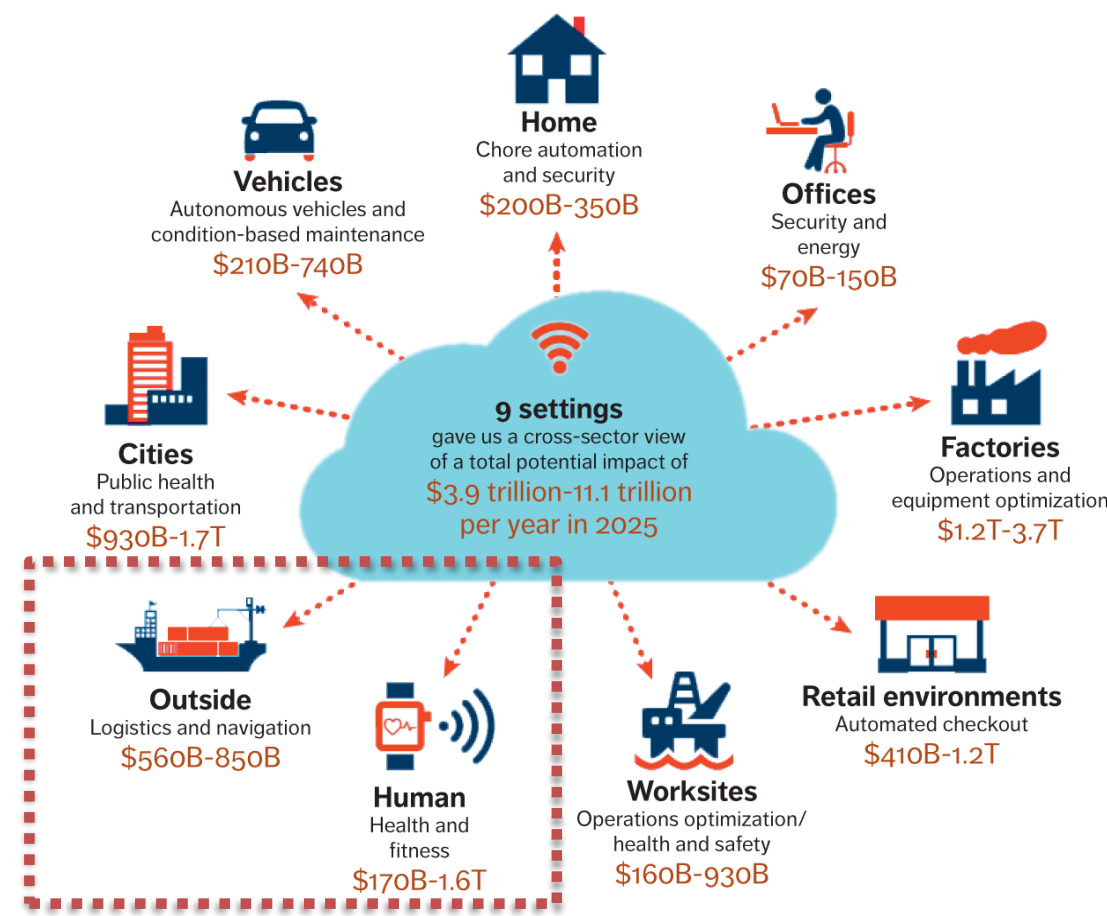 Home
Chore automation
and security
$200B-350B
Vehicles
Autonomous vehicles and
condition-based maintenance
$210B-740B
Offices
Security and
energy
$70B-150B
9 settings
gave us a cross-sector view
of a total potential impact of
$3.9 trillion-11.1 trillion
per year in 2025
Cities
Public health
and transportation
$930B-1.7T
Factories
Operations and
equipment optimization
$1.2T-3.7T
Outside
Logistics and navigation
$560B-850B
Human
Health and
fitness
$170B-1.6T
Worksites
Operations optimization/
health and safety
$160B-930B
Retail environments
Automated checkout
$410B-1.2T